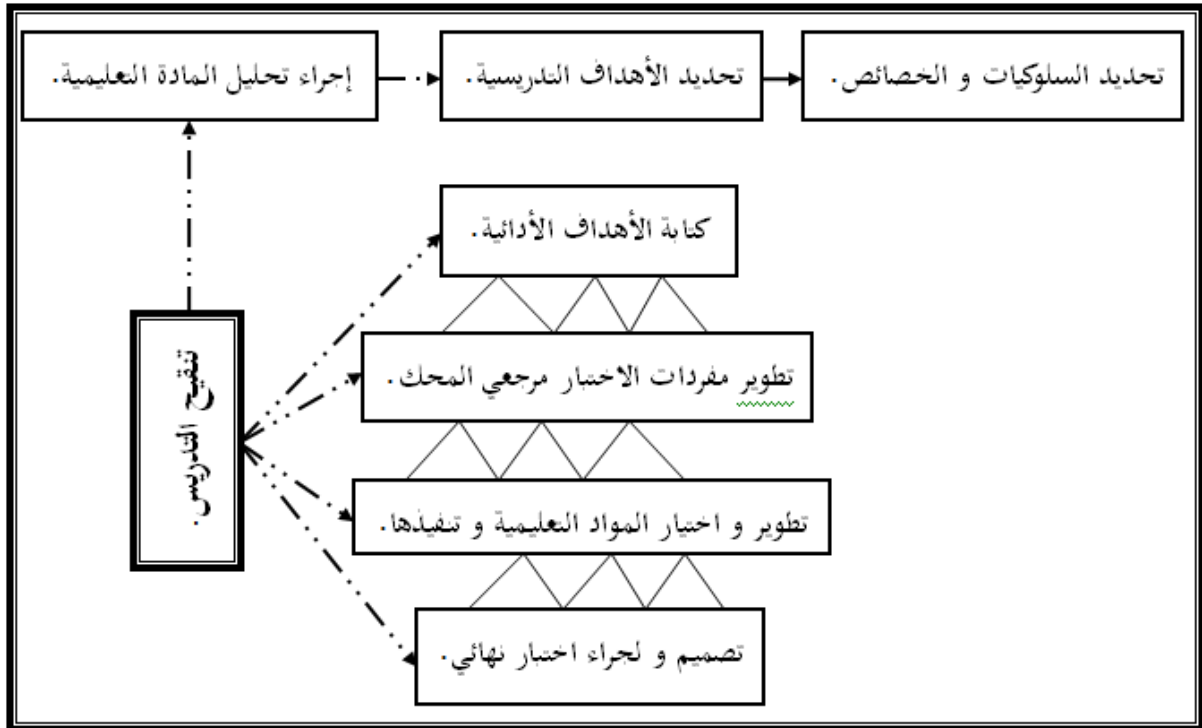 تحديد السلوكيات و الخصائص.
تحديد الأهداف التدريسية.
إجراء تحليل المادة التعليمية.
كتابة الأهداف الأدائية.
تطوير مفردات الاختبار مرجعي المحك.
تنقيح التدريس.
تطوير و اختيار المواد التعليمية و تنفيذها.
تصميم و لجراء اختبار نهائي.